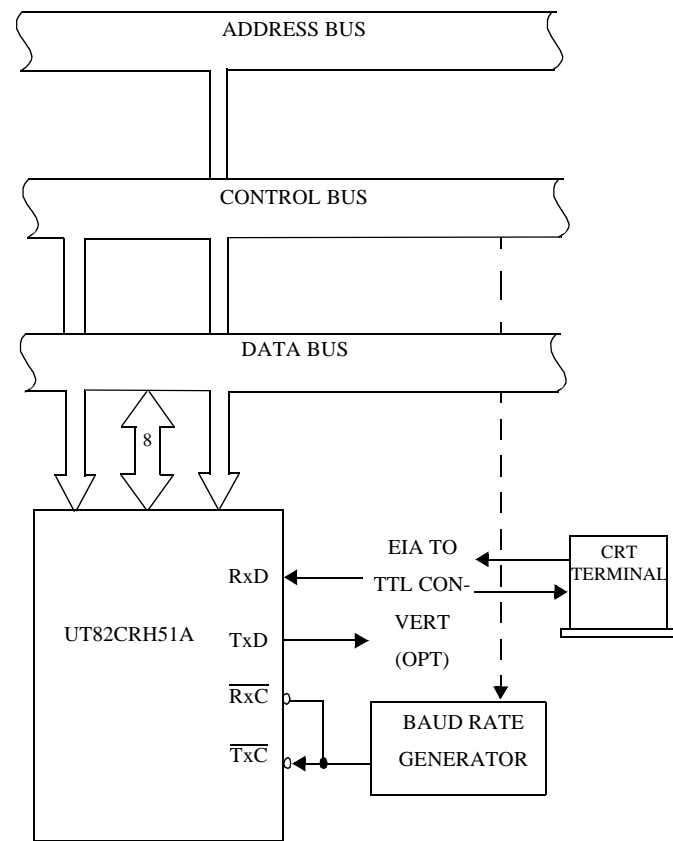 ADDRESS BUS
CONTROL BUS
DATA BUS
8
UT82CRH51A
RxD
TxD
RxC
TxC
EIA TO
TTL CON-
VERT
(OPT)
CRT
TERMINAL
BAUD RATE
GENERATOR